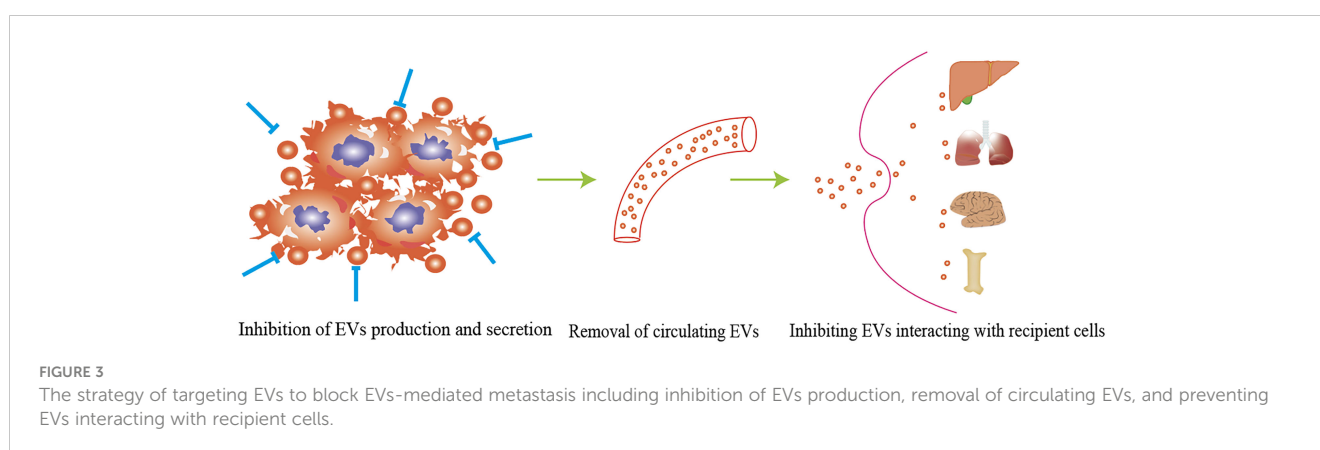 Inhibition of EVs production and secretion
Removal of circulating EVs
Inhibiting EVs interacting with recipient cells
FIGURE 3
The strategy of targeting EVs to block EVs-mediated metastasis including inhibition of EVs production, removal of circulating EVs, and preventing
EVs interacting with recipient cells.